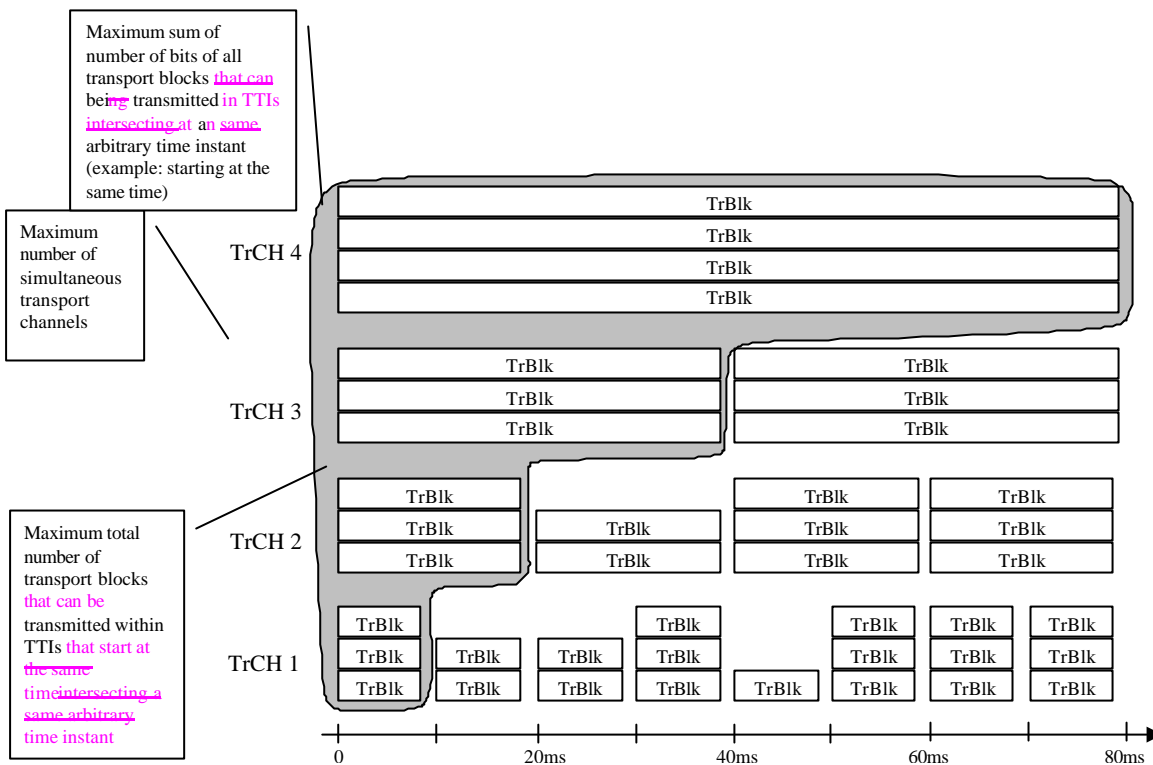 Maximum sum of
number of bits of all
transport blocks that can
being transmitted in TTIs
intersecting at an same
arbitrary time instant
(example: starting at the
same time)
Maximum
number of
simultaneous
transport
channels
TrCH 4
TrBlk
TrBlk
TrBlk
TrBlk
TrCH 3
TrBlk TrBlk
TrBlk TrBlk
TrBlk TrBlk
Maximum total
number of
transport blocks
that can be
transmitted within
TTIs that start at
the same
timeintersecting a
same arbitrary
time instant
TrCH 2
TrBlk TrBlk TrBlk
TrBlk TrBlk TrBlk TrBlk
TrBlk TrBlk TrBlk TrBlk
TrCH 1
TrBlk TrBlk TrBlk TrBlk TrBlk
TrBlk TrBlk TrBlk TrBlk TrBlk TrBlk TrBlk
TrBlk TrBlk TrBlk TrBlk TrBlk TrBlk TrBlk TrBlk
0 20ms 40ms 60ms 80ms